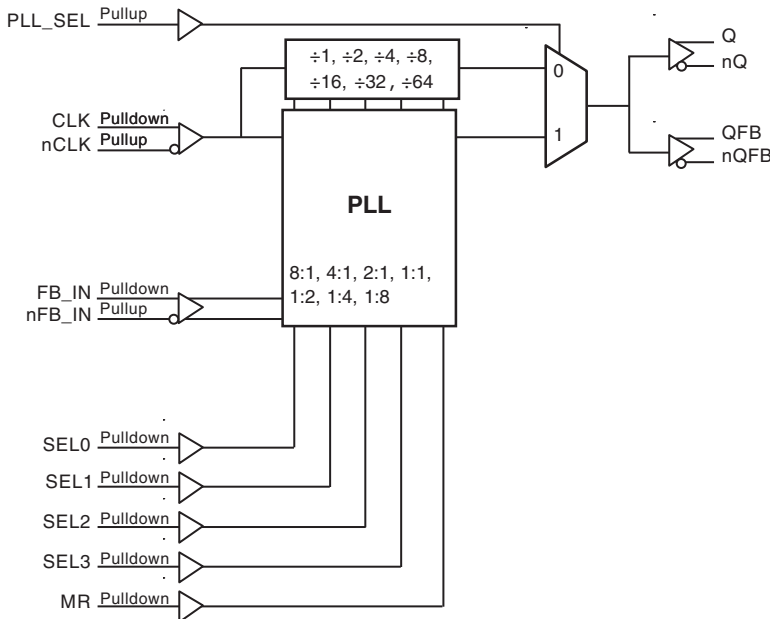 PLL_SEL Pullup
÷1, ÷2, ÷4, ÷8,
÷16, ÷32 , ÷64
0
1
Q
nQ
CLK Pulldown
nCLK Pullup
QFB
nQFB
PLL
8:1, 4:1, 2:1, 1:1,
1:2, 1:4, 1:8
FB_IN Pulldown
nFB_IN Pullup
SEL0 Pulldown
SEL1 Pulldown
SEL2 Pulldown
SEL3 Pulldown
MR Pulldown